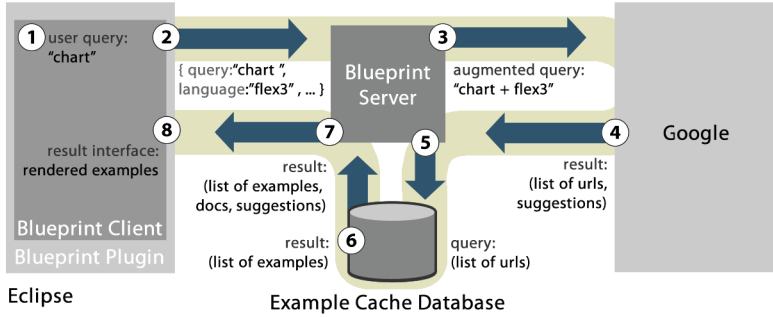 1 user query:
"chart"
2
{ query:"chart ",
language:"flex3" , ... }
Blueprint
Server
3
augmented query:
"chart + flex3"
Google
4
result:
(list of urls,
suggestions)
5
query:
(list of urls)
6
result:
(list of examples)
7
result:
(list of examples,
docs, suggestions)
8
result interface:
rendered examples
Blueprint Client
Blueprint Plugin
Eclipse
Example Cache Database